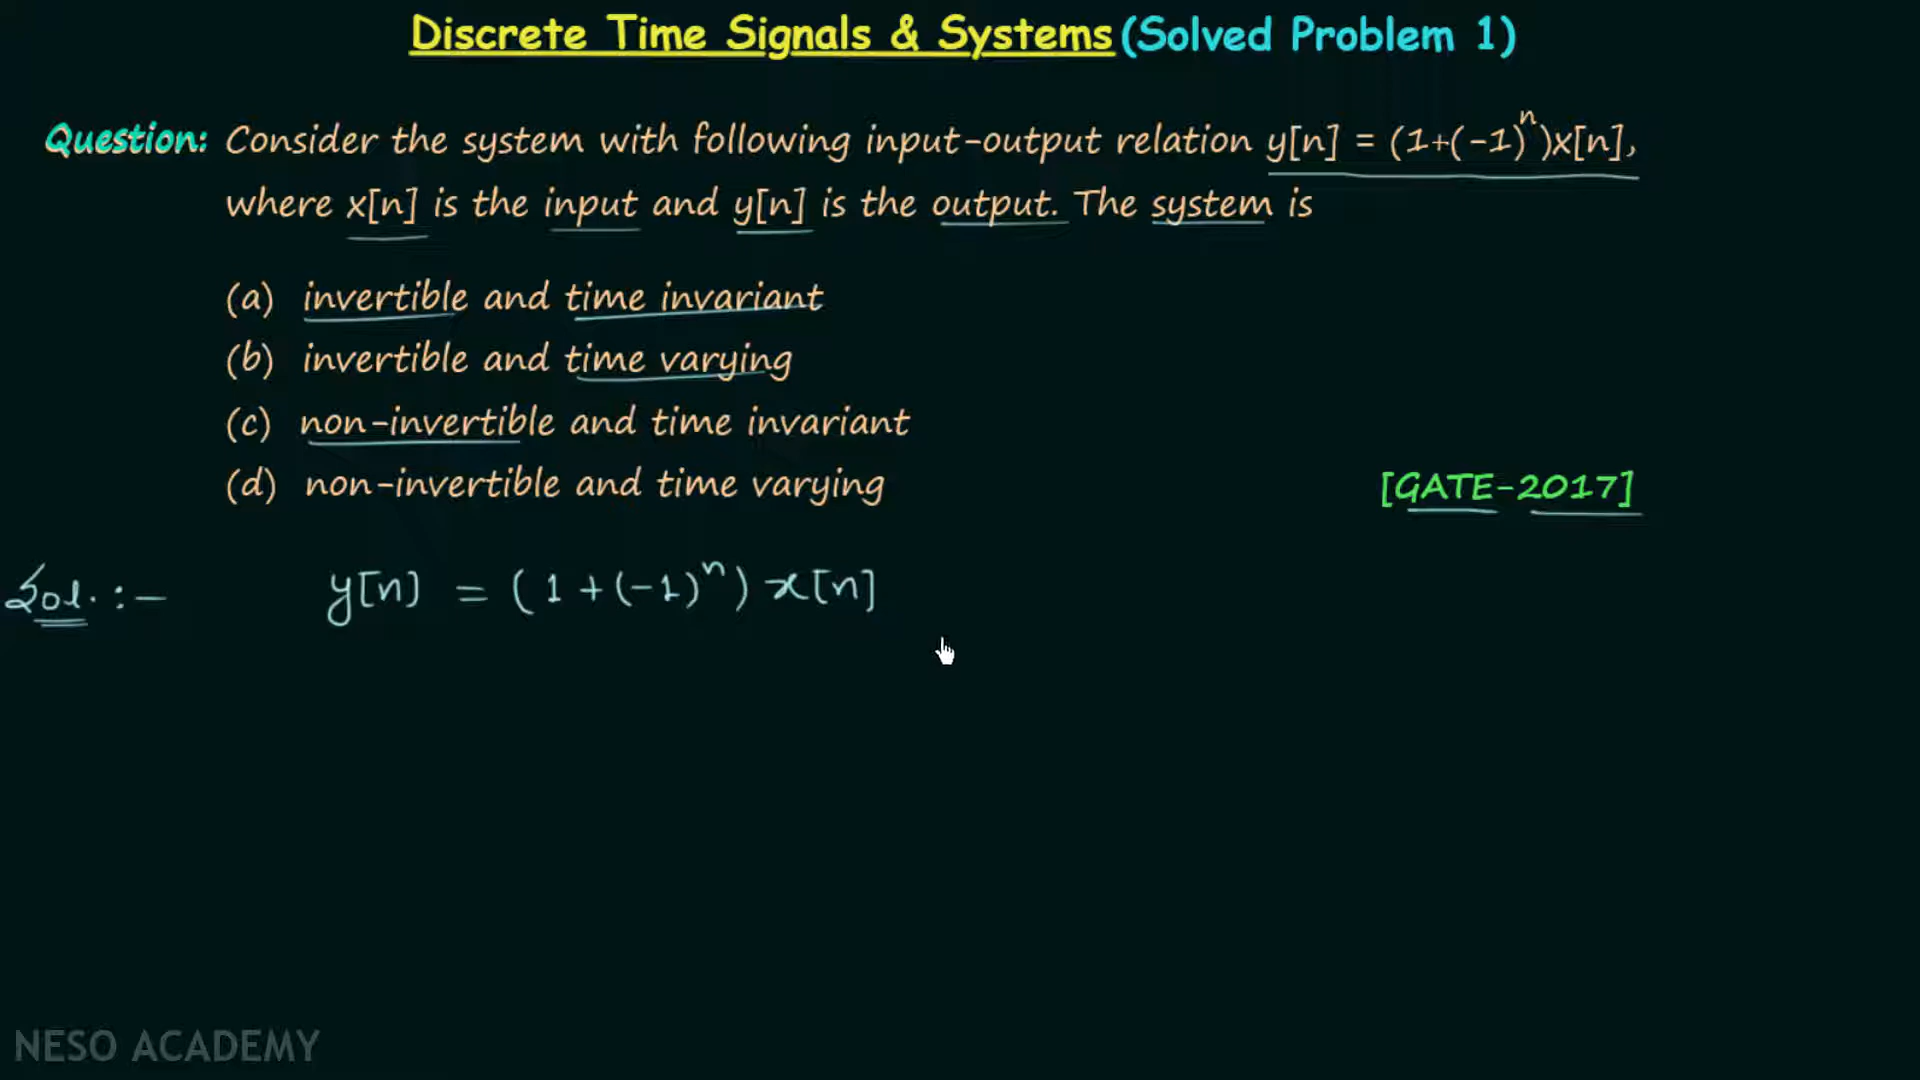 Discrete Time Signals & Systems (Solved Problem 1)
Question: Consider the system with following input-output relation y[n] = (1+(-1)ⁿ)x[n],
where x[n] is the input and y[n] is the output. The system is
(a) invertible and time invariant
(b) invertible and time varying
(c) non-invertible and time invariant
(d) non-invertible and time varying
[GATE-2017]
Sol. :- y[n] = (1+(-1)ⁿ) x[n]
NESO ACADEMY